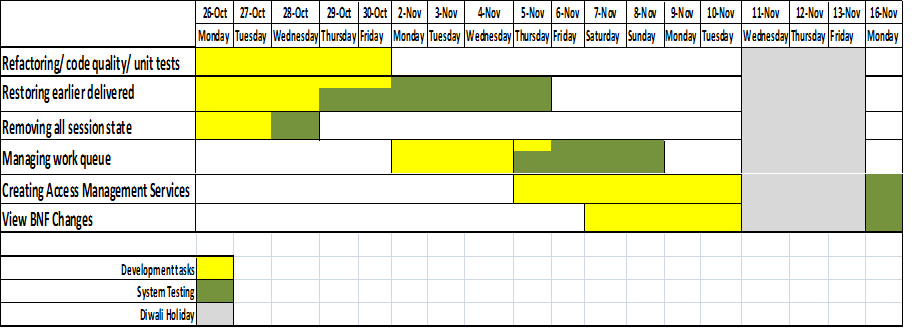 26-Oct 27-Oct 28-Oct 29-Oct 30-Oct 2-Nov 3-Nov 4-Nov 5-Nov 6-Nov 7-Nov 8-Nov 9-Nov 10-Nov 11-Nov 12-Nov 13-Nov 16-Nov
Monday Tuesday Wednesday Thursday Friday Monday Tuesday Wednesday Thursday Friday Saturday Sunday Monday Tuesday Wednesday Thursday Friday Monday
Refactoring/ code quality/ unit tests
Restoring earlier delivered
Removing all session state
Managing work queue
Creating Access Management Services
View BNF Changes
Development tasks
System Testing
Diwali Holiday